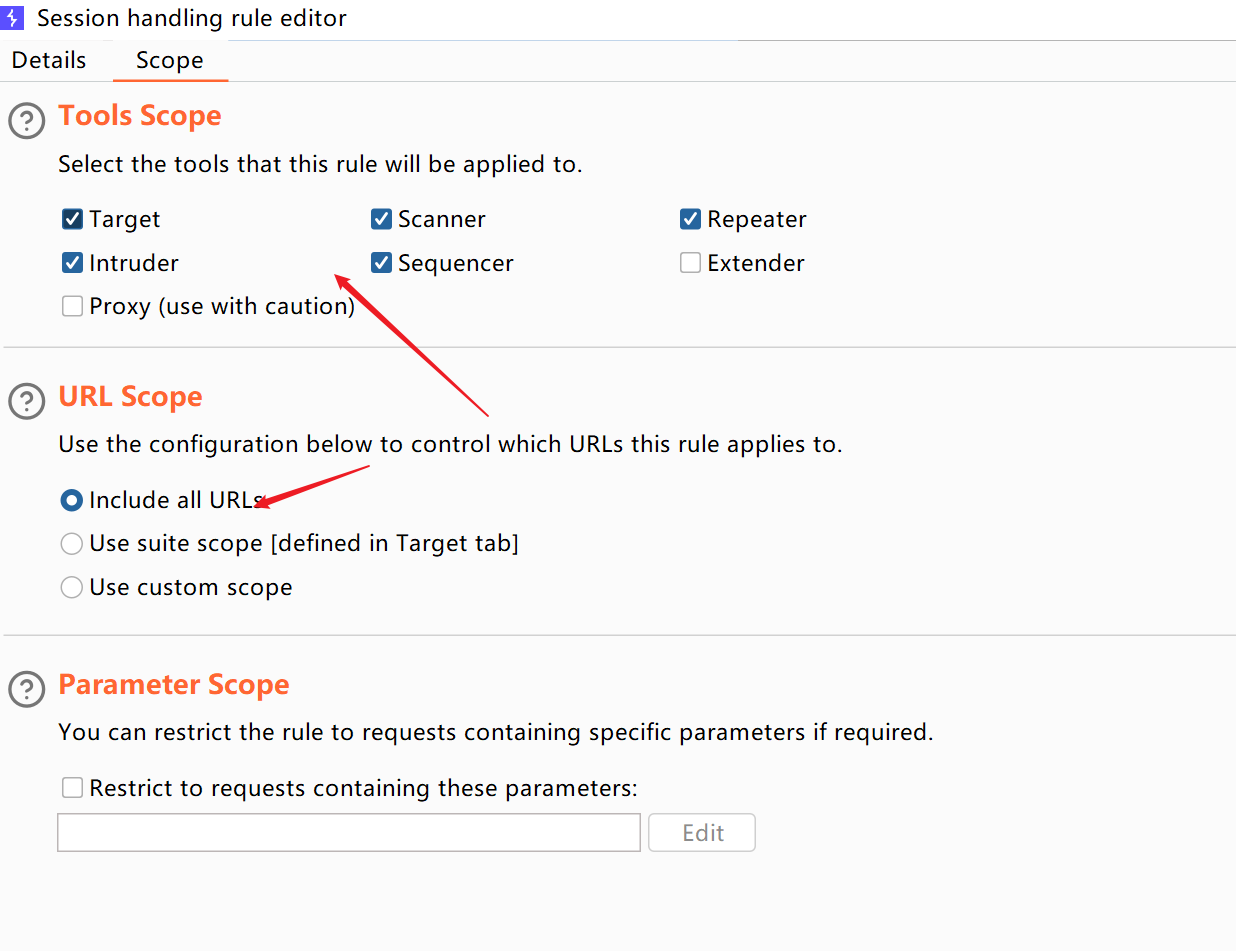 Session handling rule editor
Details Scope
Tools Scope
Select the tools that this rule will be applied to.
Target Scanner Repeater
Intruder Sequencer Extender
Proxy (use with caution)
URL Scope
Use the configuration below to control which URLs this rule applies to.
Include all URLs
Use suite scope [defined in Target tab]
Use custom scope
Parameter Scope
You can restrict the rule to requests containing specific parameters if required.
Restrict to requests containing these parameters:
Edit